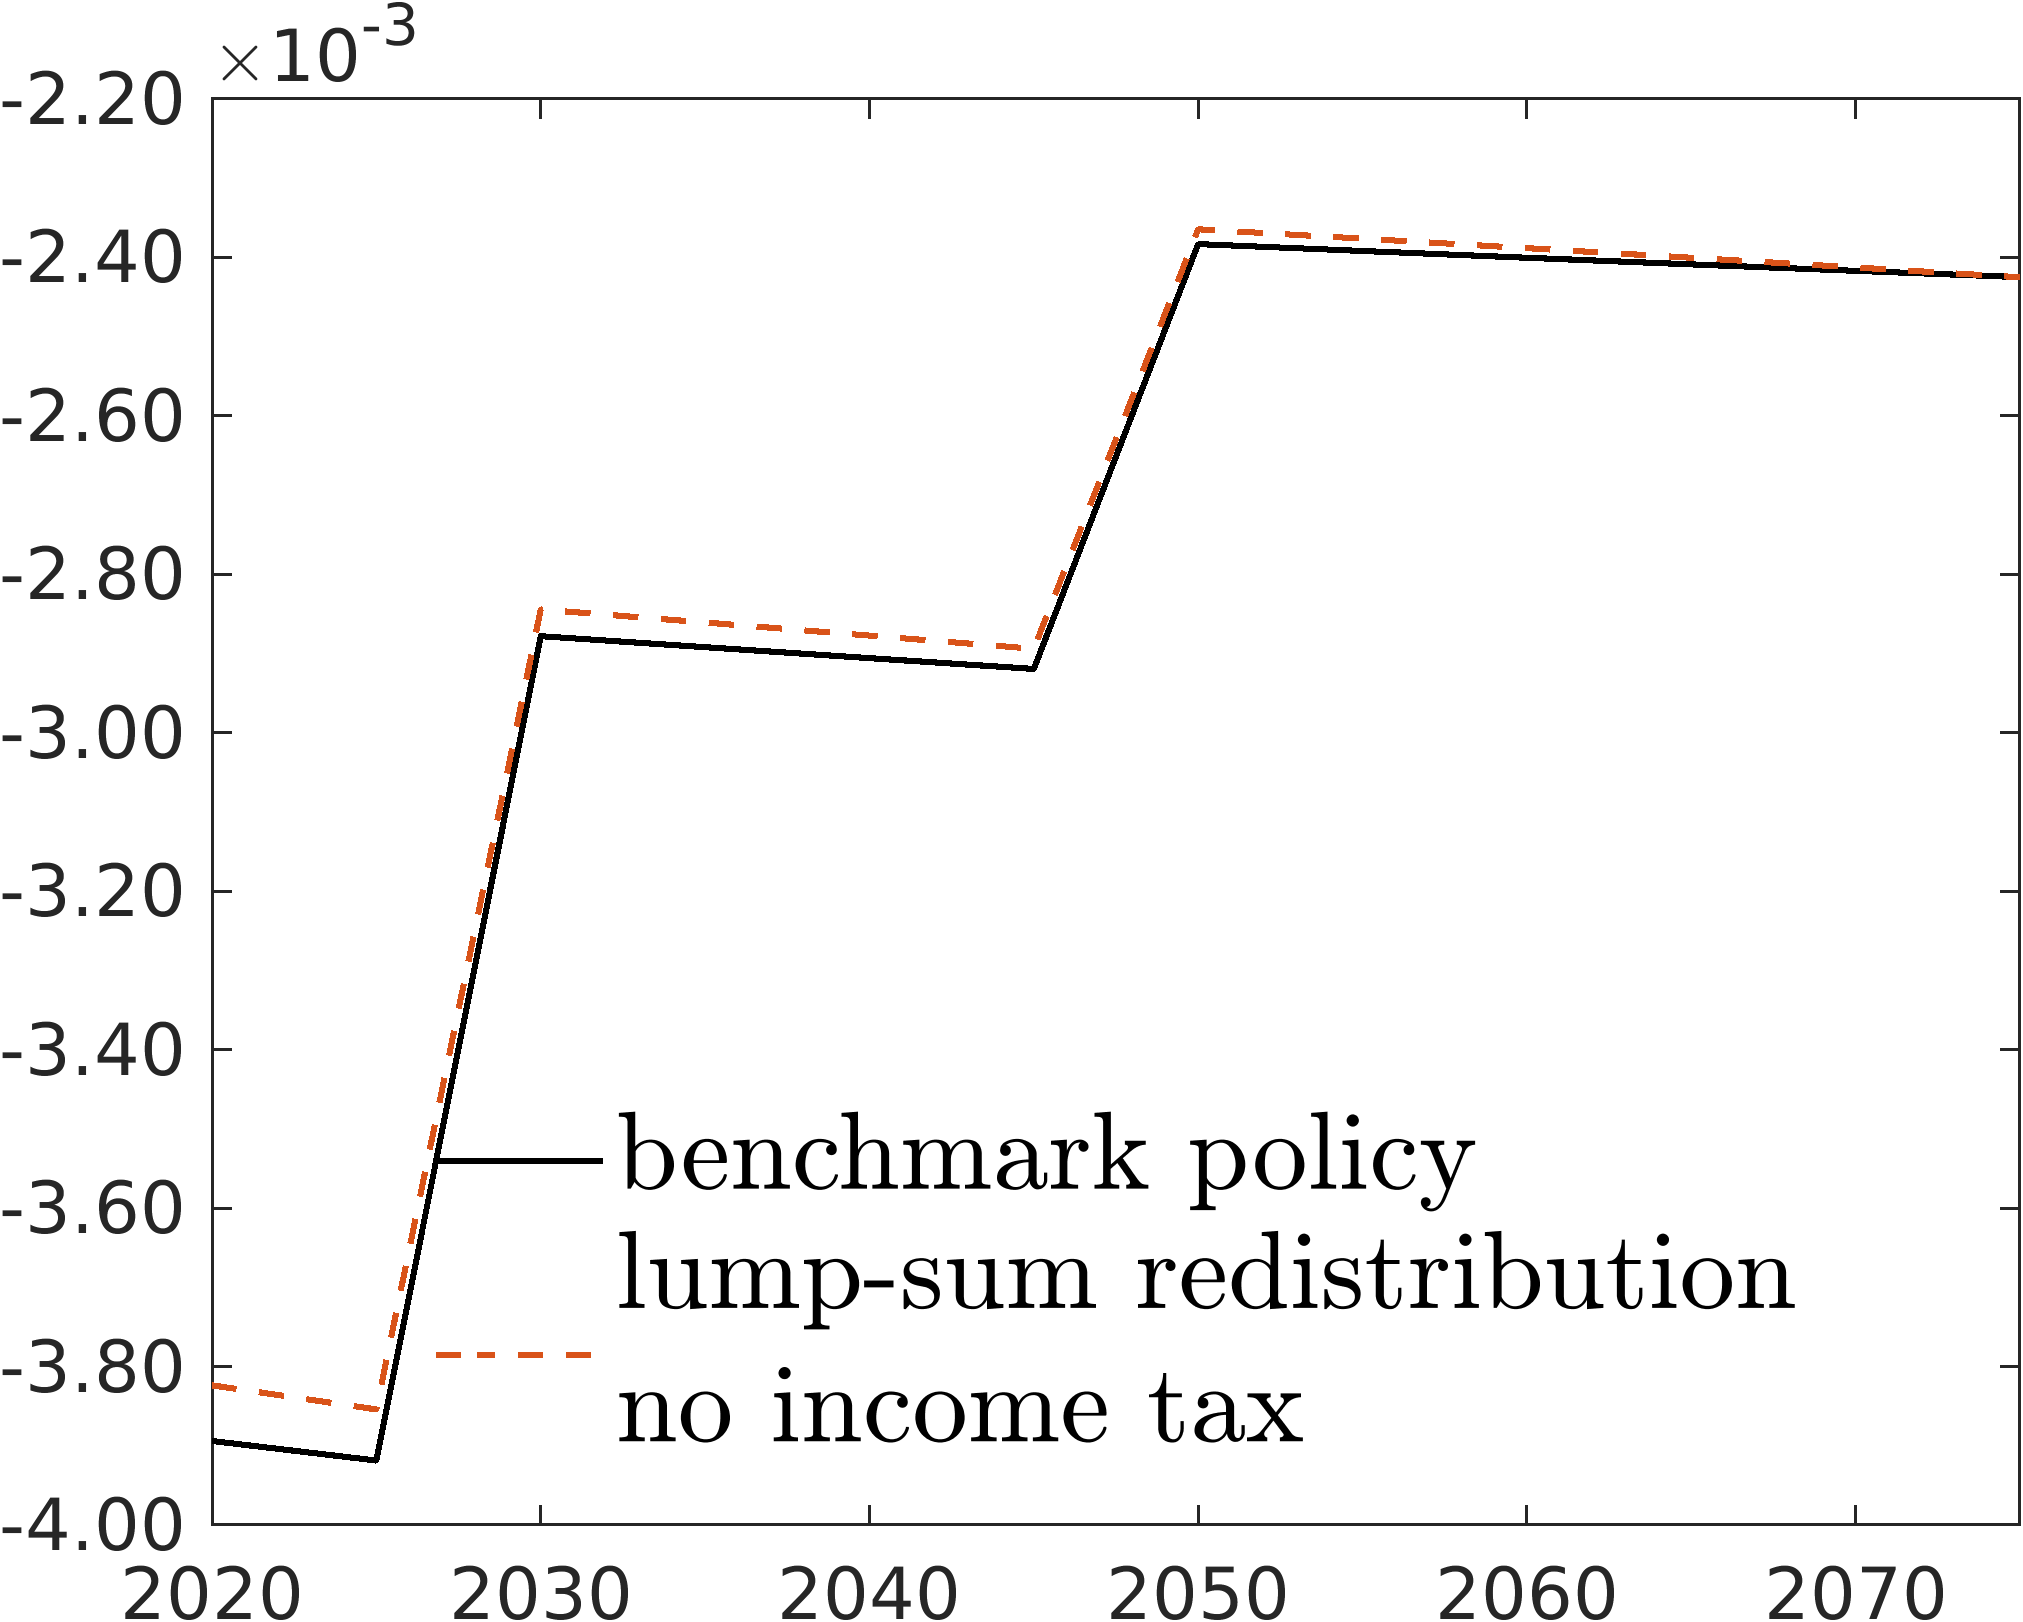 ×10-3
-2.20
-2.40
-2.60
-2.80
-3.00
-3.20
-3.40
-3.60
-3.80
-4.00
benchmark policy
lump-sum redistribution
no income tax
2020 2030 2040 2050 2060 2070